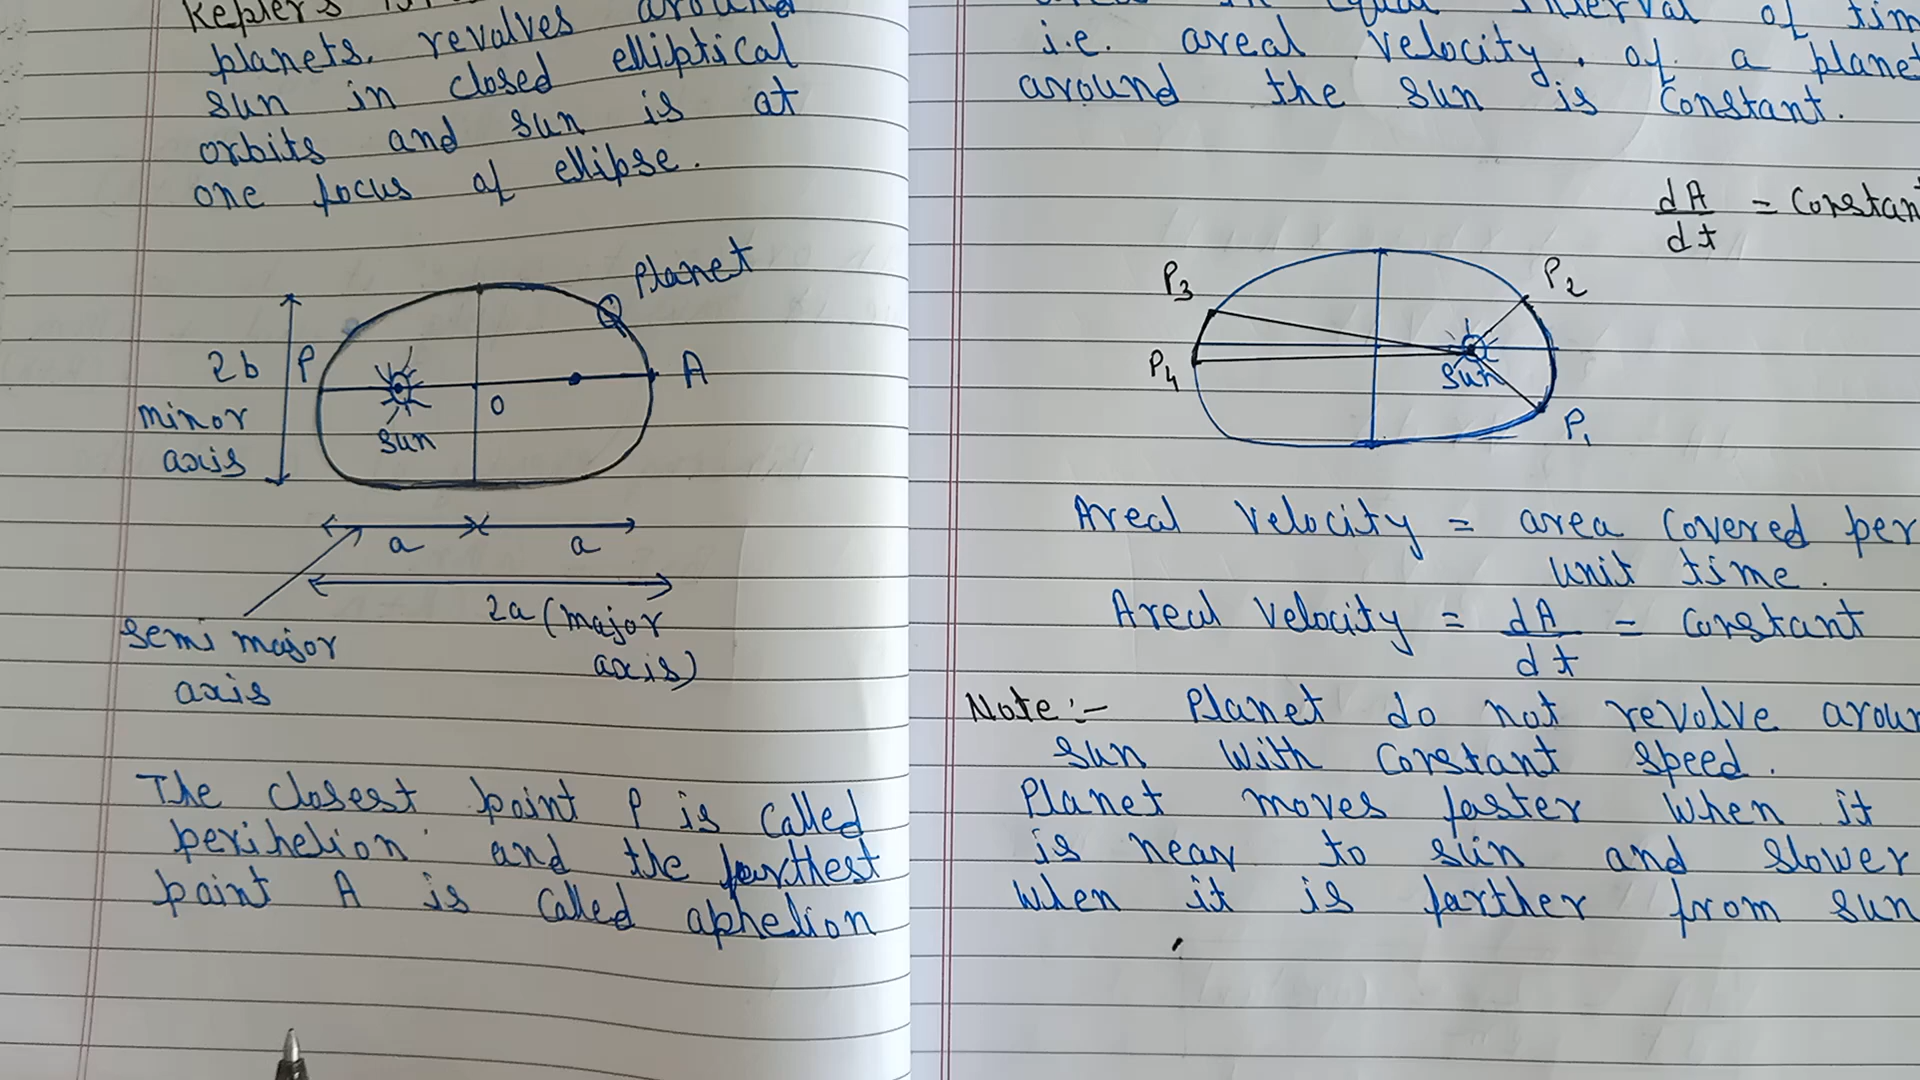 Kepler's
planets. revolves around
sun in closed elliptical
orbits and sun is at
one focus of ellipse.
Planet
2b
P
A
minor
axis
O
sun
a
a
2a (major
axis)
semi major
axis
The closest point P is called
perihelion and the farthest
point A is called aphelion
equal interval of tim
i.e. areal velocity. of a planet
around the sun is constant.
dA/dt = constan
P3
P2
P4
sun
P1
Areal velocity = area covered per
unit time.
Areal velocity = dA/dt = constant
Note:- Planet do not revolve aroun
sun with constant speed.
Planet moves faster when it
is near to sun and slower
when it is farther from sun